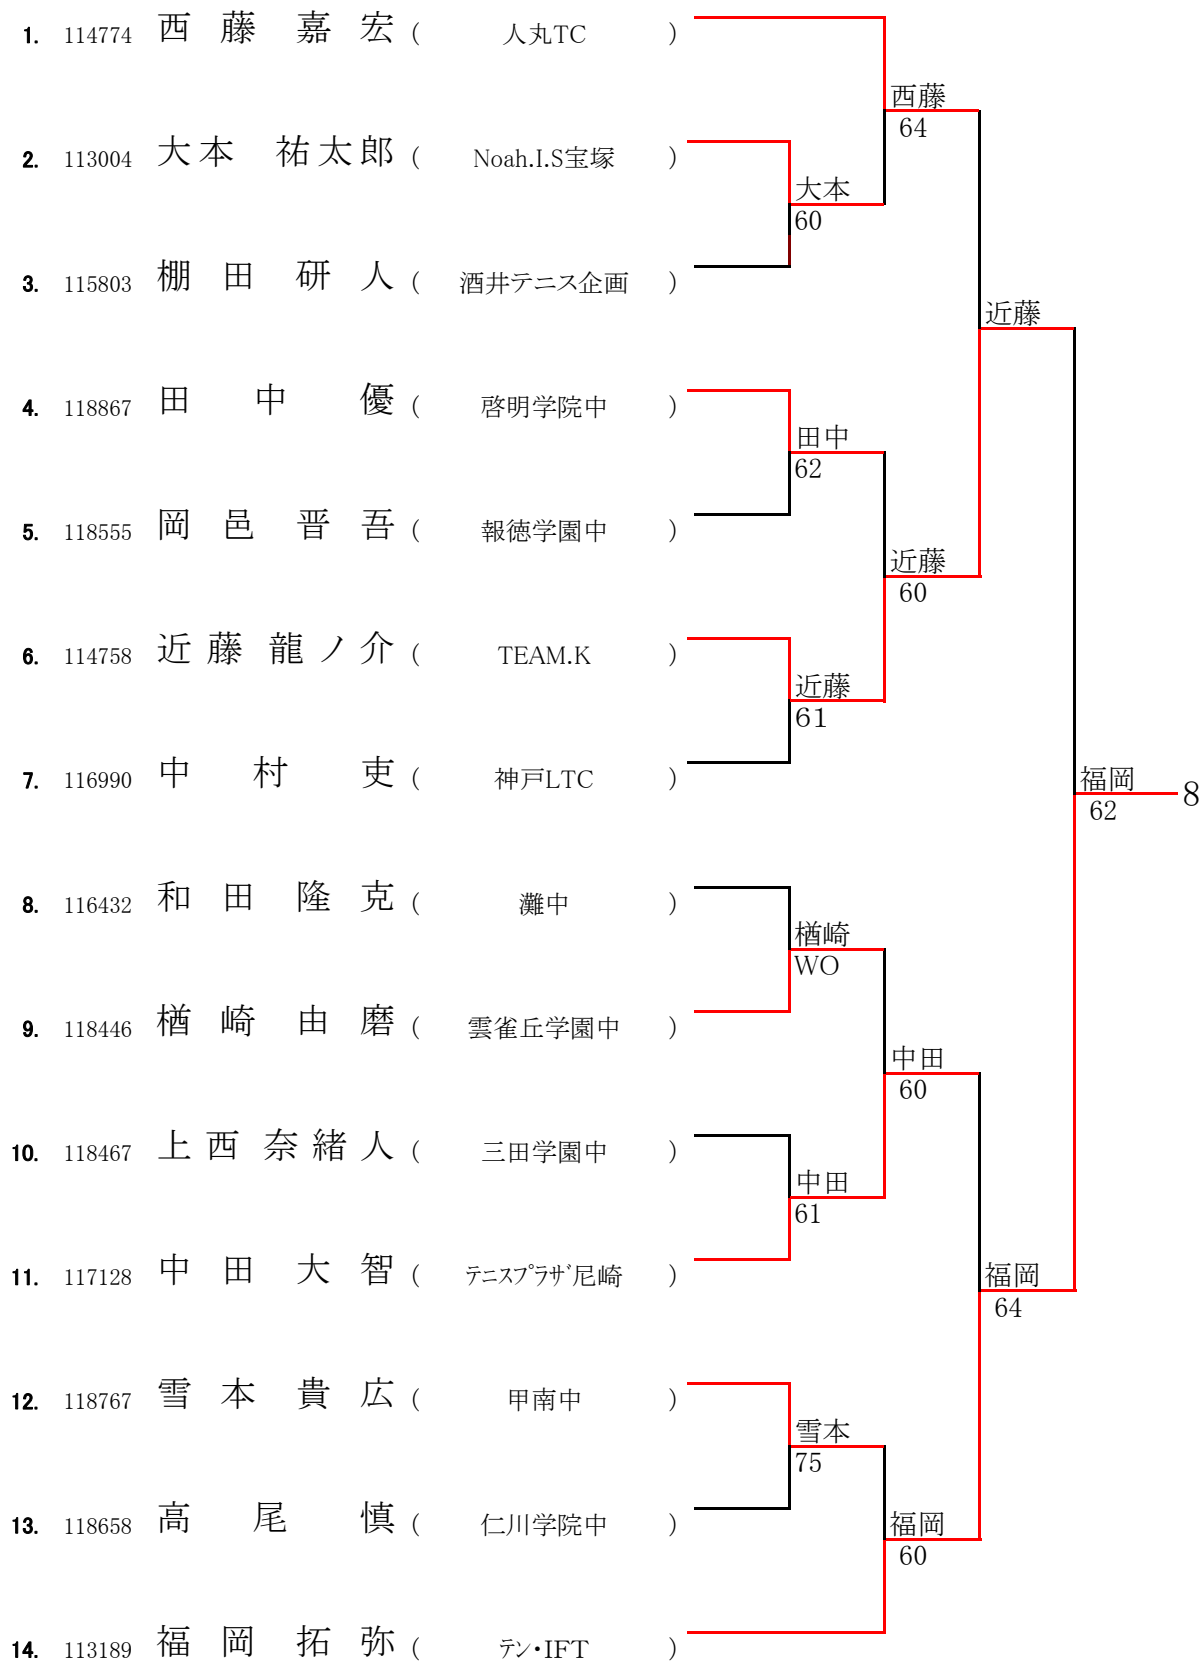 1. 114774 西藤嘉宏 ( 人丸TC )
西藤
64
2. 113004 大本祐太郎 ( Noah.I.S宝塚 )
大本
60
3. 115803 棚田研人 ( 酒井テニス企画 )
近藤
4. 118867 田中優 ( 啓明学院中 )
田中
62
5. 118555 岡邑晋吾 ( 報徳学園中 )
近藤
60
6. 114758 近藤龍ノ介 ( TEAM.K )
近藤
61
7. 116990 中村吏 ( 神戸LTC )
福岡 8
62
8. 116432 和田隆克 ( 灘中 )
楢崎
WO
9. 118446 楢崎由磨 ( 雲雀丘学園中 )
中田
60
10. 118467 上西奈緒人 ( 三田学園中 )
中田
61
11. 117128 中田大智 ( テニスプラザ尼崎 )
福岡
64
12. 118767 雪本貴広 ( 甲南中 )
雪本
75
13. 118658 高尾慎 ( 仁川学院中 )
福岡
60
14. 113189 福岡拓弥 ( テン・IFT )